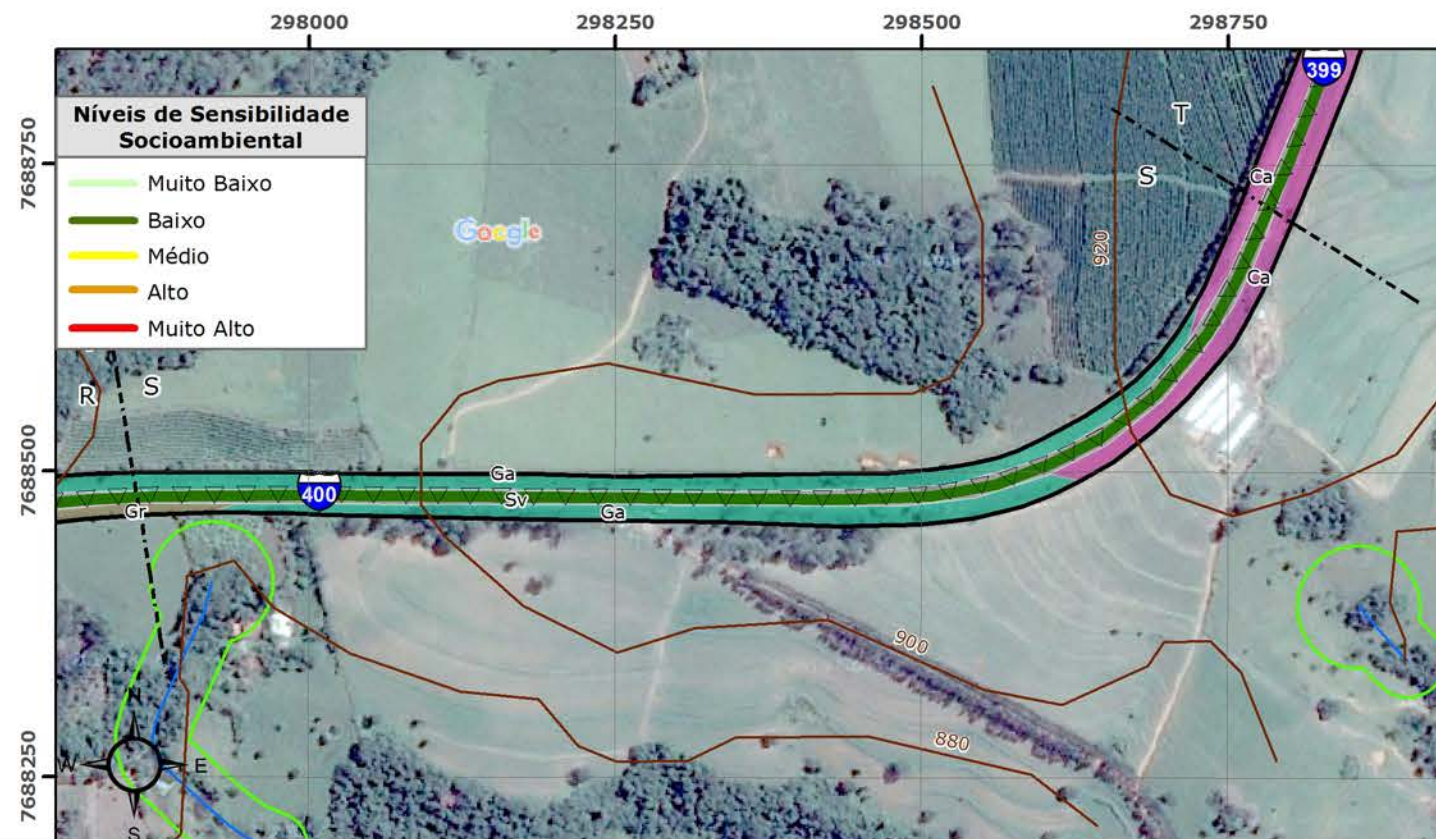 298000
298250
298500
298750
399
Níveis de Sensibilidade
Socioambiental
Muito Baixo
Baixo
Médio
Alto
Muito Alto
7688750
7688500
7688250
Google
T
S
Ca
Ca
920
R
S
Ga
400
Sv
Gr
Ga
900
880
N
W
E
S